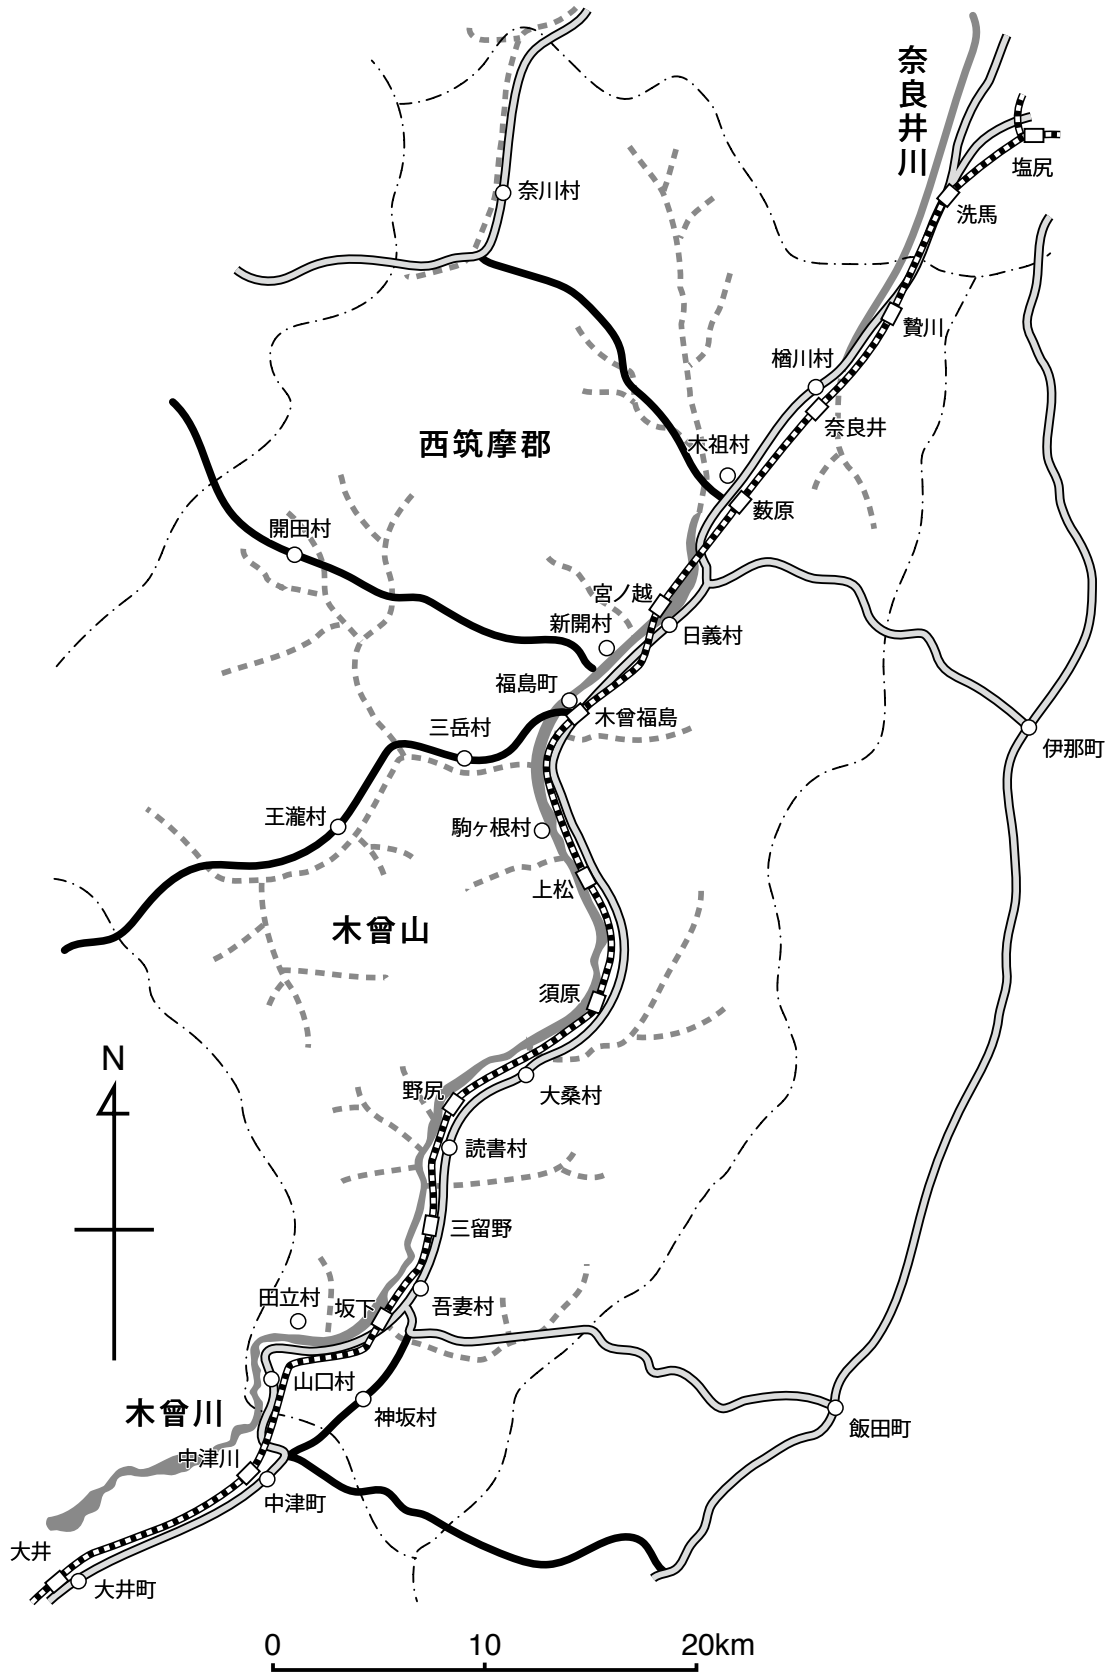 奈良井川
塩尻
奈川村
洗馬
贄川
楢川村
奈良井
西筑摩郡
木祖村
薮原
開田村
宮ノ越
新開村
日義村
福島町
木曾福島
三岳村
伊那町
王瀧村
駒ヶ根村
上松
木曾山
須原
N
野尻
大桑村
読書村
三留野
田立村
坂下
吾妻村
山口村
木曾川
神坂村
飯田町
中津川
中津町
大井
大井町
0 10 20km